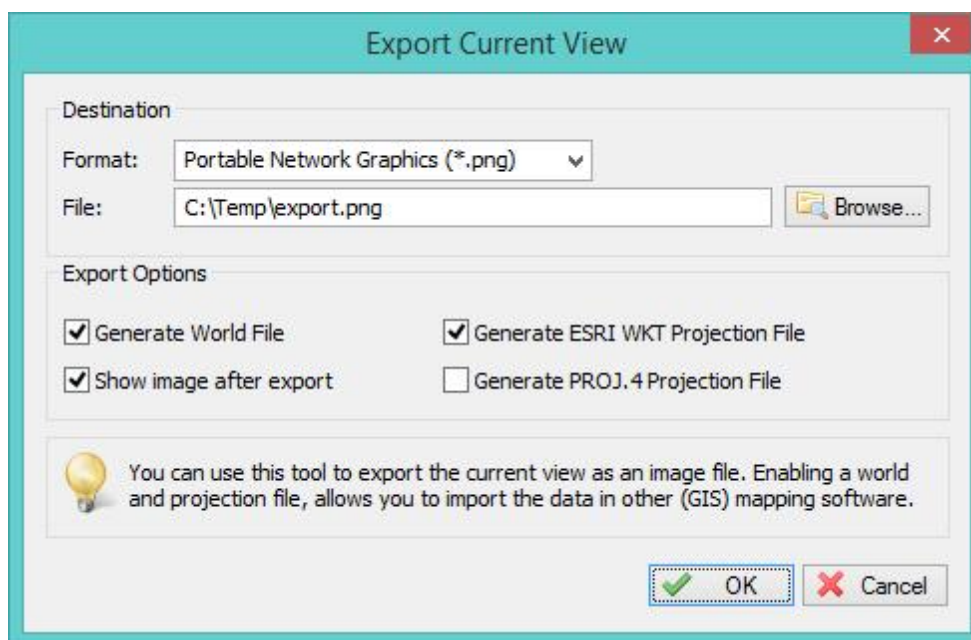 Export Current View
Destination
Format: Portable Network Graphics (*.png)
File: C:\Temp\export.png Browse...
Export Options
Generate World File Generate ESRI WKT Projection File
Show image after export Generate PROJ.4 Projection File
You can use this tool to export the current view as an image file. Enabling a world
and projection file, allows you to import the data in other (GIS) mapping software.
OK Cancel